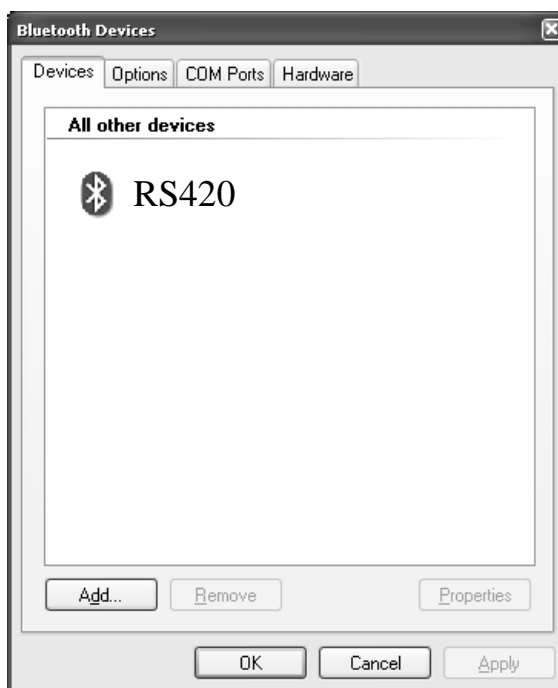 Bluetooth Devices
Devices Options COM Ports Hardware
All other devices
RS420
Add... Remove Properties
OK Cancel Apply